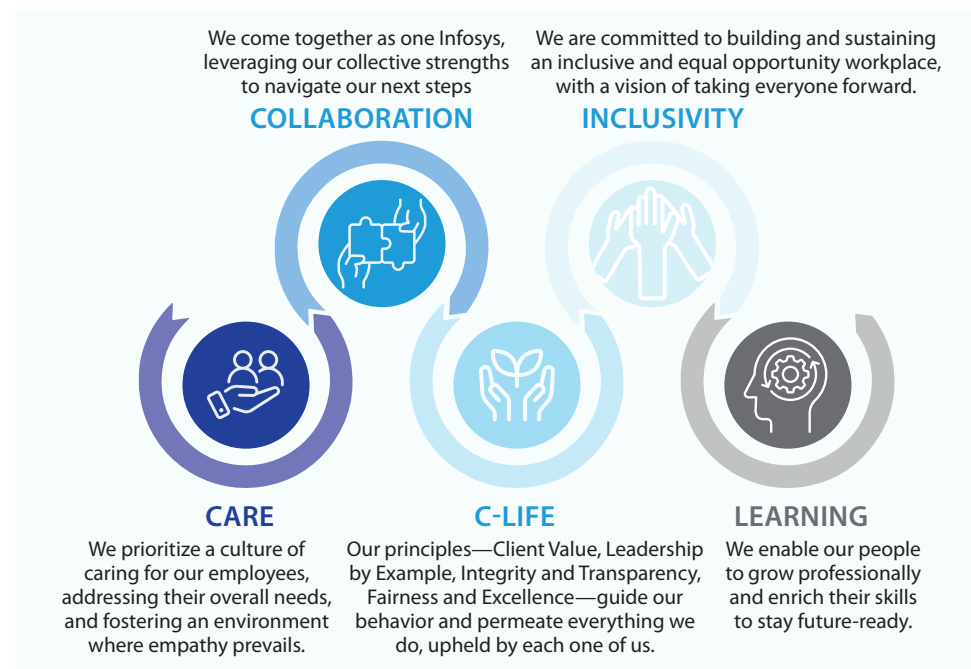 We come together as one Infosys,
leveraging our collective strengths
to navigate our next steps
COLLABORATION
We are committed to building and sustaining
an inclusive and equal opportunity workplace,
with a vision of taking everyone forward.
INCLUSIVITY
CARE
We prioritize a culture of
caring for our employees,
addressing their overall needs,
and fostering an environment
where empathy prevails.
C-LIFE
Our principles—Client Value, Leadership
by Example, Integrity and Transparency,
Fairness and Excellence—guide our
behavior and permeate everything we
do, upheld by each one of us.
LEARNING
We enable our people
to grow professionally
and enrich their skills
to stay future-ready.